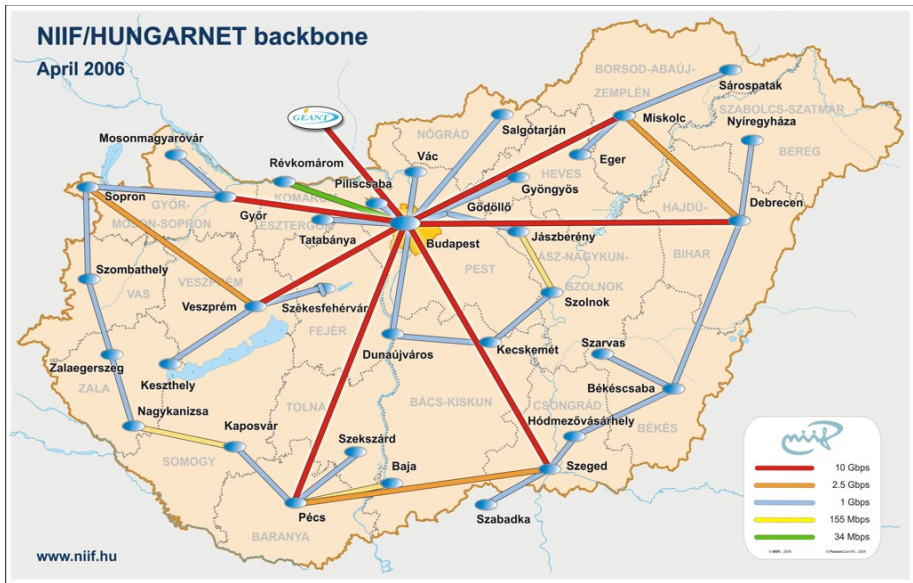 NIIF/HUNGARNET backbone
April 2006
BORSOD-ABAÚJ-
ZEMPLÉN
Sárospatak
SZABOLCS-SZATMÁR
Nyíregyháza
BEREG
GÉANT
Mosonmagyaróvár
Révkomárom
NÓGRÁD
Salgótarján
Miskolc
Vác
Eger
HEVES
Piliscsaba
Gyöngyös
Sopron
GYŐR-
MOSON-SOPRON
Győr
KOMÁROM
ESZTERGOM
Tatabánya
Gödöllő
HAJDÚ-
Debrecen
Budapest
Jászberény
PEST
JÁSZ-NAGYKUN-
SZOLNOK
BIHAR
Szombathely
VAS
VESZPRÉM
Veszprém
Székesfehérvár
FEJÉR
Szolnok
Dunaújváros
Kecskemét
Szarvas
Zalaegerszeg
ZALA
Keszthely
Békéscsaba
Nagykanizsa
Kaposvár
TOLNA
BÁCS-KISKUN
CSONGRÁD
Hódmezővásárhely
BÉKÉS
SOMOGY
Szekszárd
Baja
Szeged
Pécs
Szabadka
BARANYA
niif
10 Gbps
2.5 Gbps
1 Gbps
155 Mbps
34 Mbps
www.niif.hu